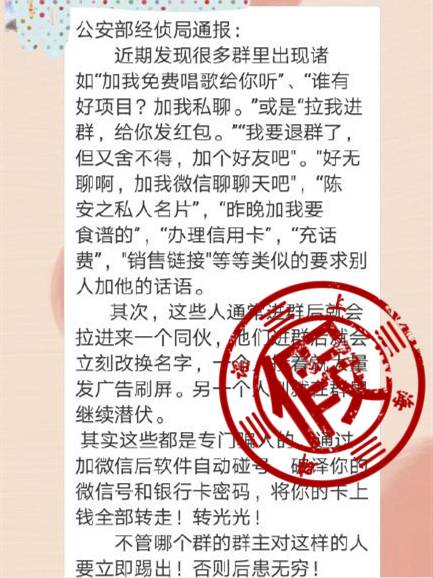 公安部经侦局通报：
近期发现很多群里出现诸
如“加我免费唱歌给你听”、“谁有
好项目？加我私聊。”或是“拉我进
群，给你发红包。”“我要退群了，
但又舍不得，加个好友吧”。“好无
聊啊，加我微信聊聊天吧”，“陈
安之私人名片”，“昨晚加我要
食谱的”，“办理信用卡”，“充话
费”，"销售链接"等等类似的要求别
人加他的话语。
其次，这些人通常进群后就会
拉进来一个同伙，他们进群后就会
立刻改换名字，一个
发广告刷屏。另一个人则就在群里
继续潜伏。
其实这些都是专门骗人的，通过
加微信后软件自动碰号，破译你的
微信号和银行卡密码，将你的卡上
钱全部转走！转光光！
不管哪个群的群主对这样的人
要立即踢出！否则后患无穷！
假
上海